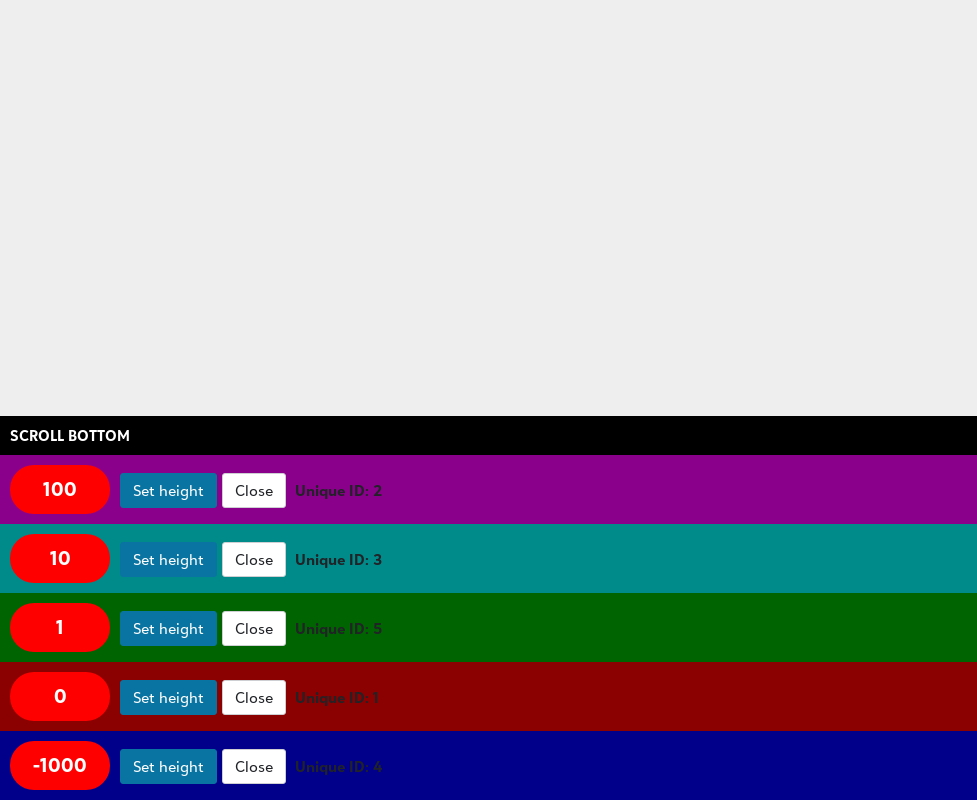 SCROLL BOTTOM
100 Set height Close Unique ID: 2
10 Set height Close Unique ID: 3
1 Set height Close Unique ID: 5
0 Set height Close Unique ID: 1
-1000 Set height Close Unique ID: 4